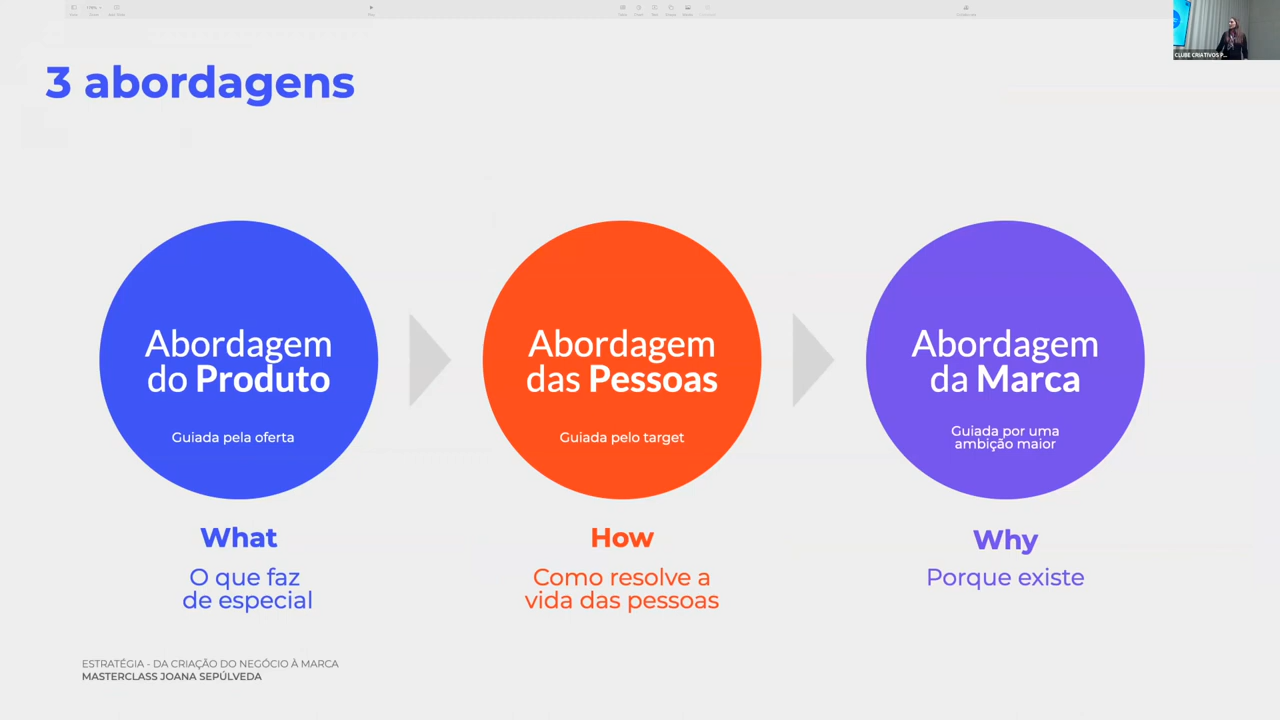 CLUBE CRIATIVOS P...
3 abordagens
Abordagem
do Produto
Guiada pela oferta
Abordagem
das Pessoas
Guiada pelo target
Abordagem
da Marca
Guiada por uma
ambição maior
What
O que faz
de especial
How
Como resolve a
vida das pessoas
Why
Porque existe
ESTRATÉGIA - DA CRIAÇÃO DO NEGÓCIO À MARCA
MASTERCLASS JOANA SEPÚLVEDA